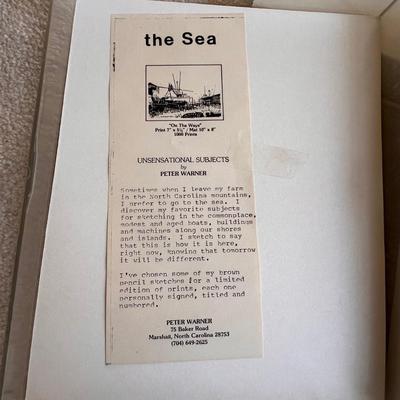 the Sea
"On The Ways"
Print 7" x 5½" / Mat 10" x 8"
1000 Prints
UNSENSATIONAL SUBJECTS
by
PETER WARNER
Sometimes when I leave my farm
in the North Carolina mountains,
I prefer to go to the sea. I
discover my favorite subjects
for sketching in the commonplace,
modest and aged boats, buildings
and machines along our shores
and islands. I sketch to say
that this is how it is here,
right now, knowing that tomorrow
it will be different.
I've chosen some of my brown
pencil sketches for a limited
edition of prints, each one
personally signed, titled and
numbered.
PETER WARNER
75 Baker Road
Marshall, North Carolina 28753
(704) 649-2625